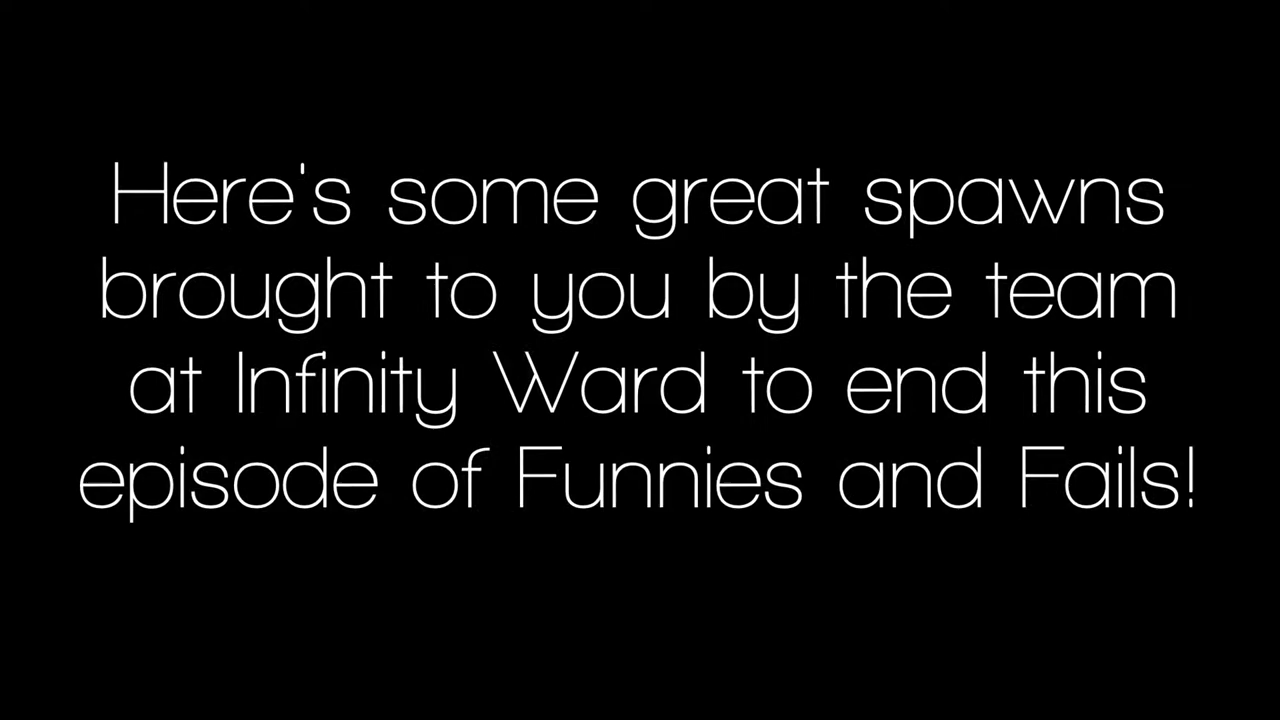 Here's some great spawns
brought to you by the team
at Infinity Ward to end this
episode of Funnies and Fails!